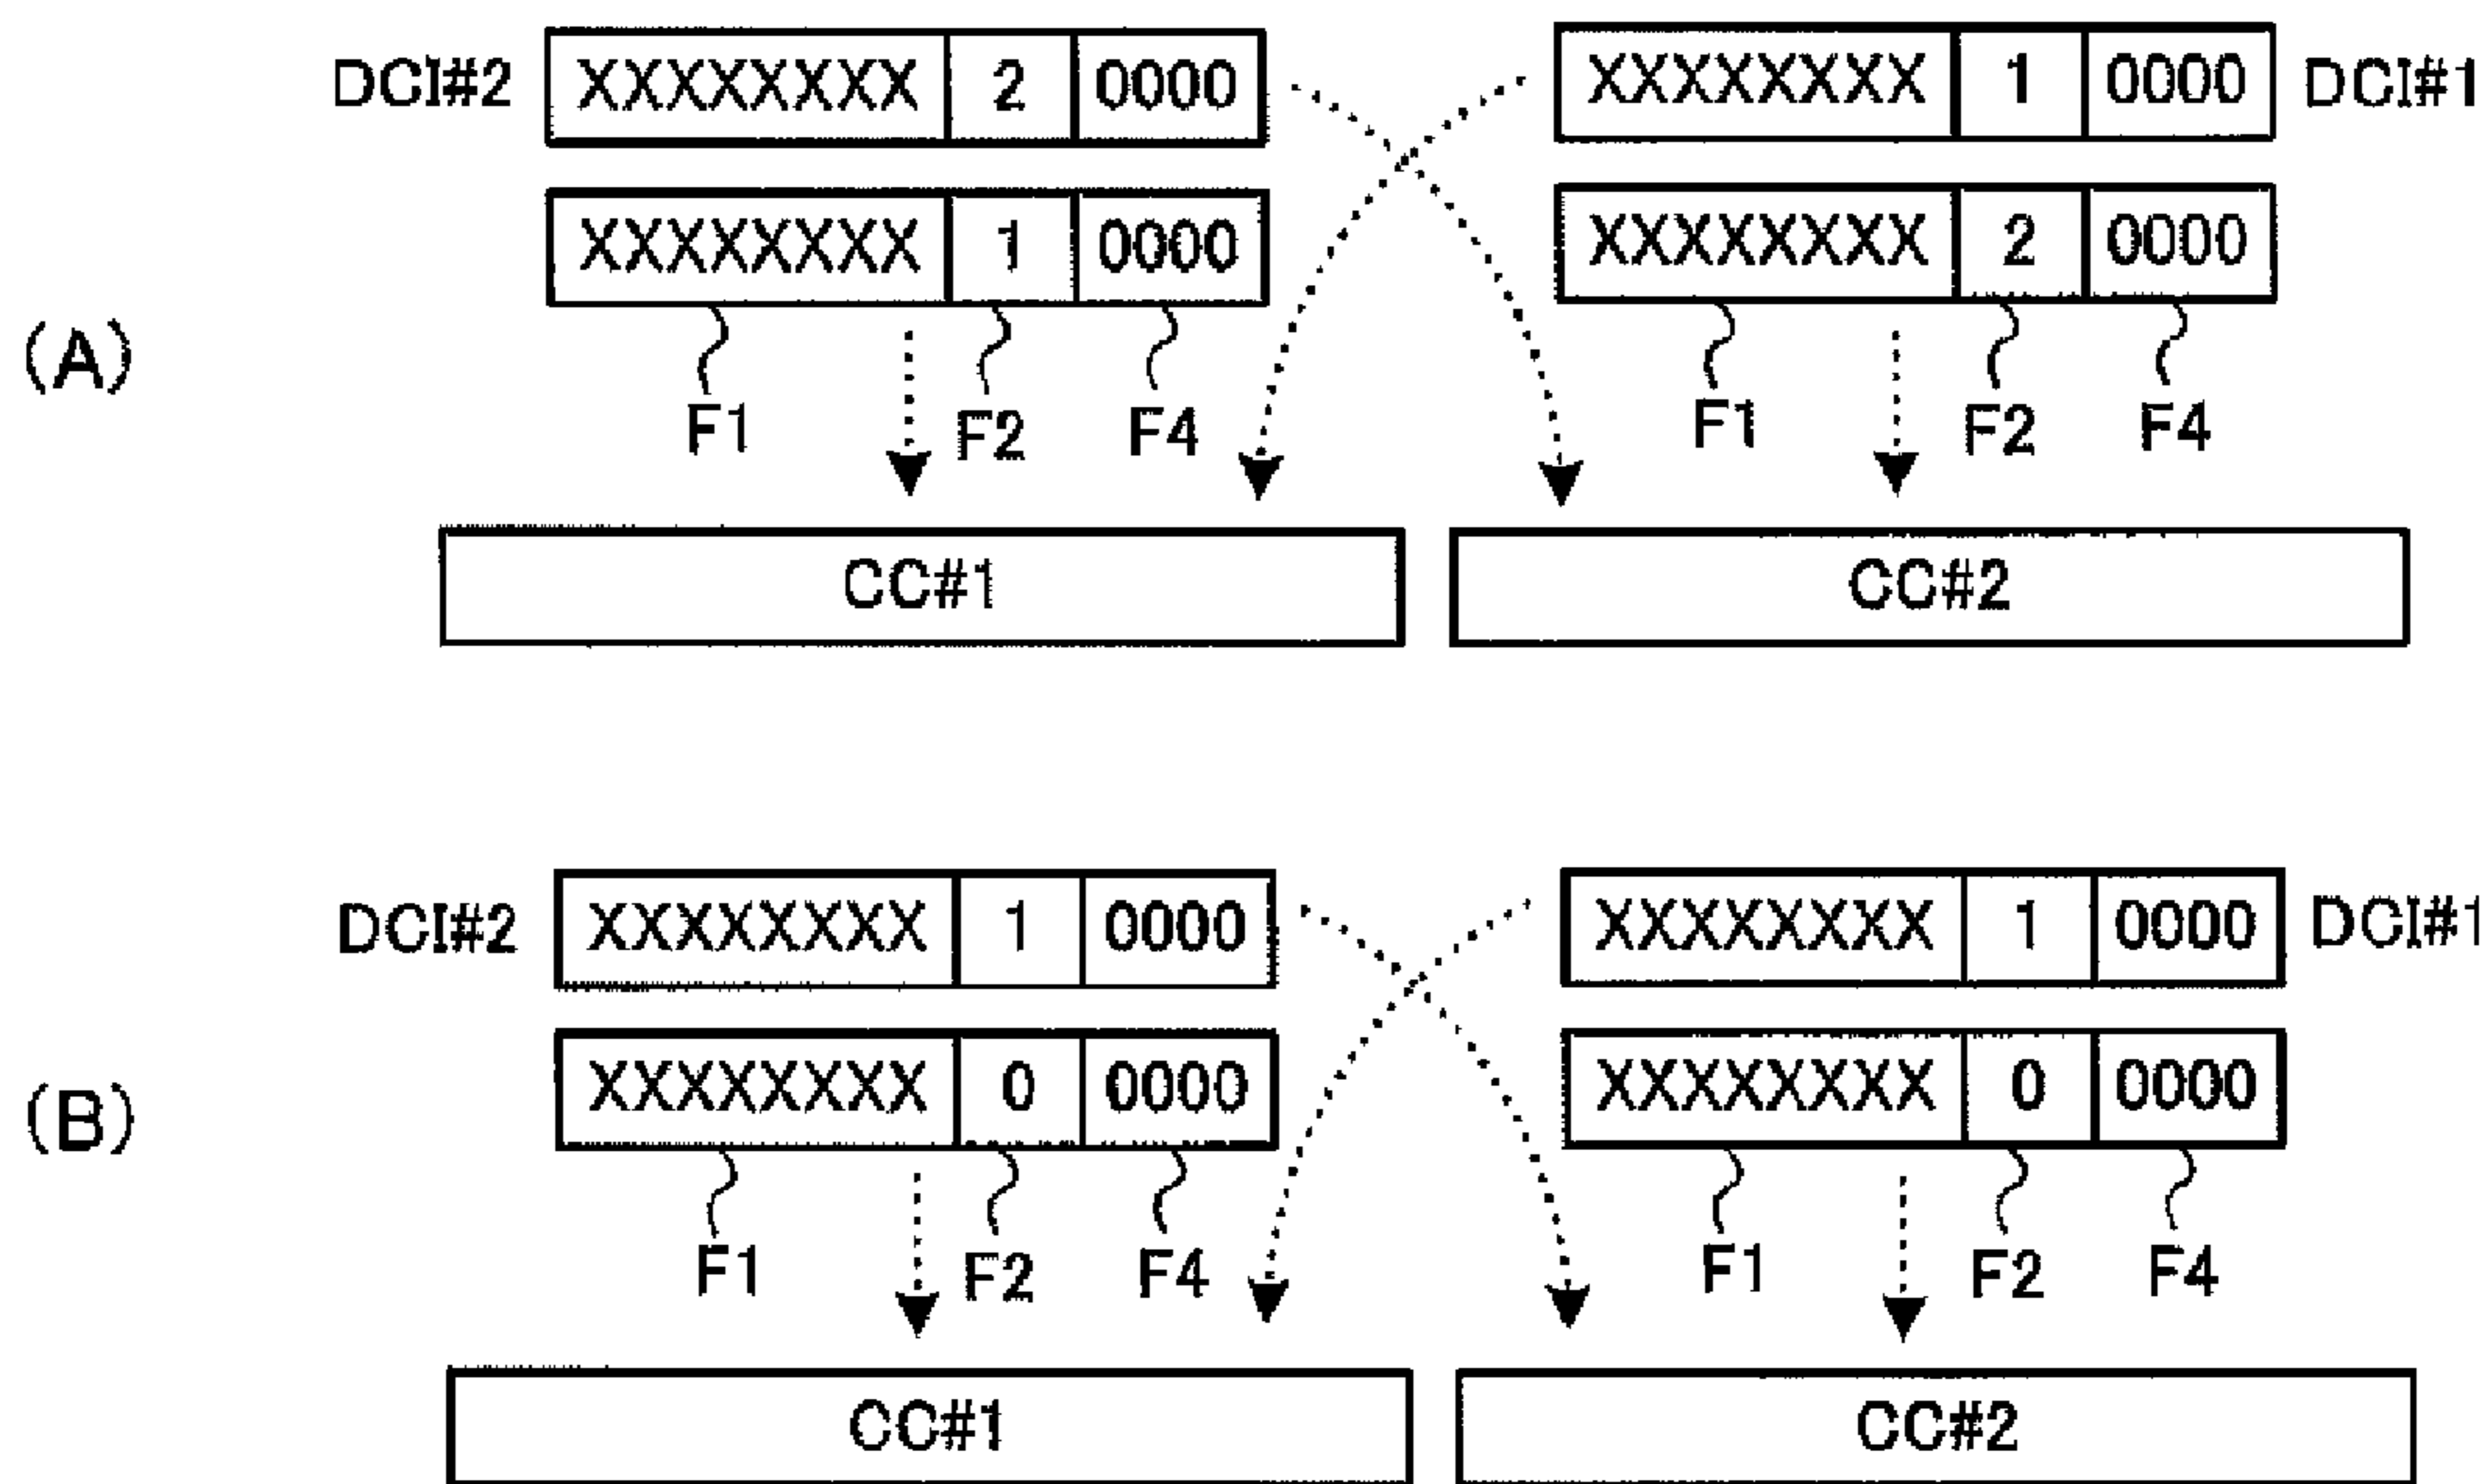 DCI#2 XXXXXXXX 2 0000 XXXXXXXX 1 0000 DCI#1
XXXXXXXX 1 0000 XXXXXXXX 2 0000
(A)
F1 F2 F4 F1 F2 F4
CC#1 CC#2
DCI#2 XXXXXXXX 1 0000 XXXXXXXX 1 0000 DCI#1
XXXXXXXX 0 0000 XXXXXXXX 0 0000
(B)
F1 F2 F4 F1 F2 F4
CC#1 CC#2